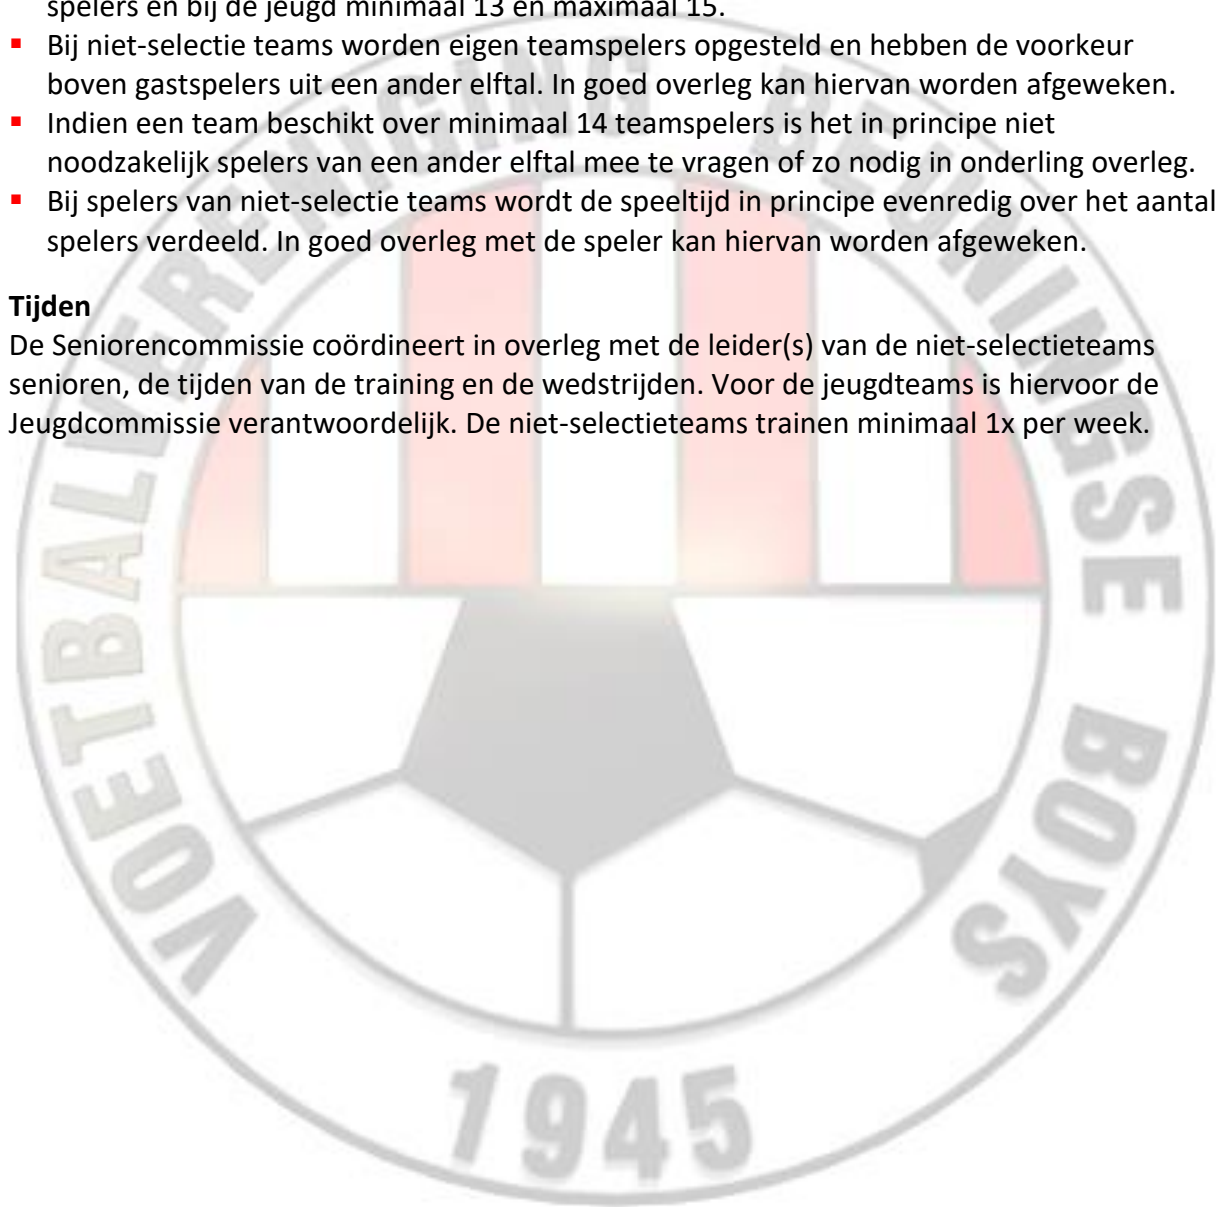 spelers en bij de jeugd minimaal 13 en maximaal 15.
▪ Bij niet-selectie teams worden eigen teamspelers opgesteld en hebben de voorkeur
boven gastspelers uit een ander elftal. In goed overleg kan hiervan worden afgeweken.
▪ Indien een team beschikt over minimaal 14 teamspelers is het in principe niet
noodzakelijk spelers van een ander elftal mee te vragen of zo nodig in onderling overleg.
▪ Bij spelers van niet-selectie teams wordt de speeltijd in principe evenredig over het aantal
spelers verdeeld. In goed overleg met de speler kan hiervan worden afgeweken.
Tijden
De Seniorencommissie coördineert in overleg met de leider(s) van de niet-selectieteams
senioren, de tijden van de training en de wedstrijden. Voor de jeugdteams is hiervoor de
Jeugdcommissie verantwoordelijk. De niet-selectieteams trainen minimaal 1x per week.
VOETBALVERENIGING BEUNINGSE BOYS
1945